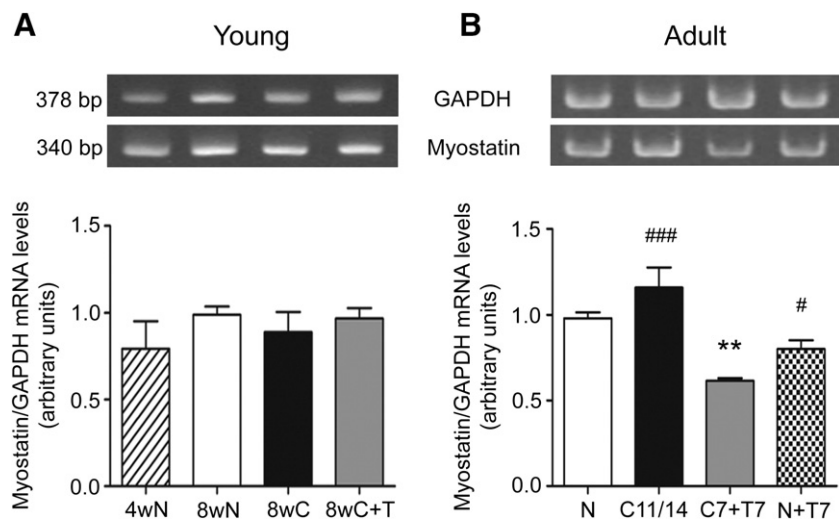 A
Young
378 bp
340 bp
Myostatin/GAPDH mRNA levels
(arbitrary units)
1.5
1.0
0.5
0.0
4wN 8wN 8wC 8wC+T
B
Adult
GAPDH
Myostatin
Myostatin/GAPDH mRNA levels
(arbitrary units)
1.5
1.0
0.5
0.0
###
**
#
N C11/14 C7+T7 N+T7